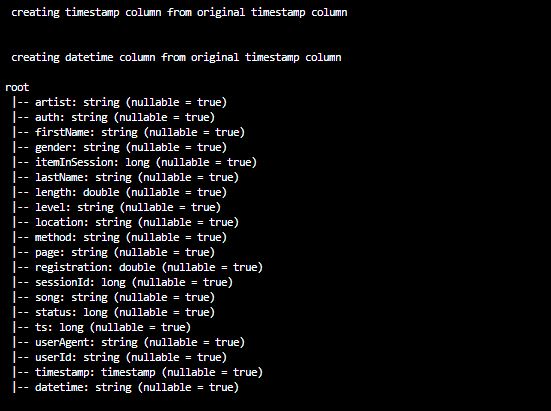 creating timestamp column from original timestamp column
creating datetime column from original timestamp column
root
|-- artist: string (nullable = true)
|-- auth: string (nullable = true)
|-- firstName: string (nullable = true)
|-- gender: string (nullable = true)
|-- itemInSession: long (nullable = true)
|-- lastName: string (nullable = true)
|-- length: double (nullable = true)
|-- level: string (nullable = true)
|-- location: string (nullable = true)
|-- method: string (nullable = true)
|-- page: string (nullable = true)
|-- registration: double (nullable = true)
|-- sessionId: long (nullable = true)
|-- song: string (nullable = true)
|-- status: long (nullable = true)
|-- ts: long (nullable = true)
|-- userAgent: string (nullable = true)
|-- userId: string (nullable = true)
|-- timestamp: timestamp (nullable = true)
|-- datetime: string (nullable = true)